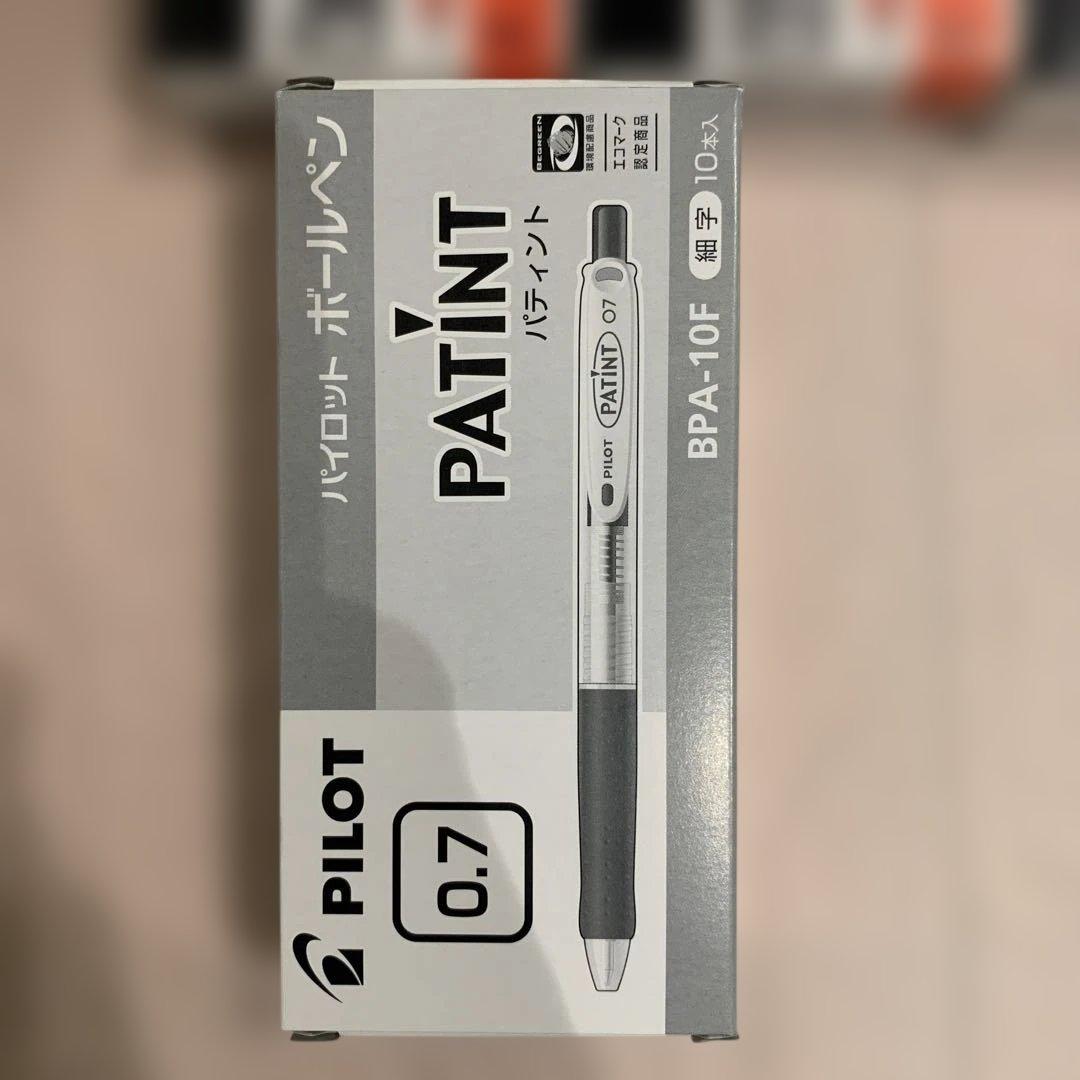 パイロット ボールペン
PATiNT
パティント
BEGREEN
環境配慮商品
エコマーク
認定商品
PILOT PATiNT 07
BPA-10F 細字 10本入
PILOT
0.7